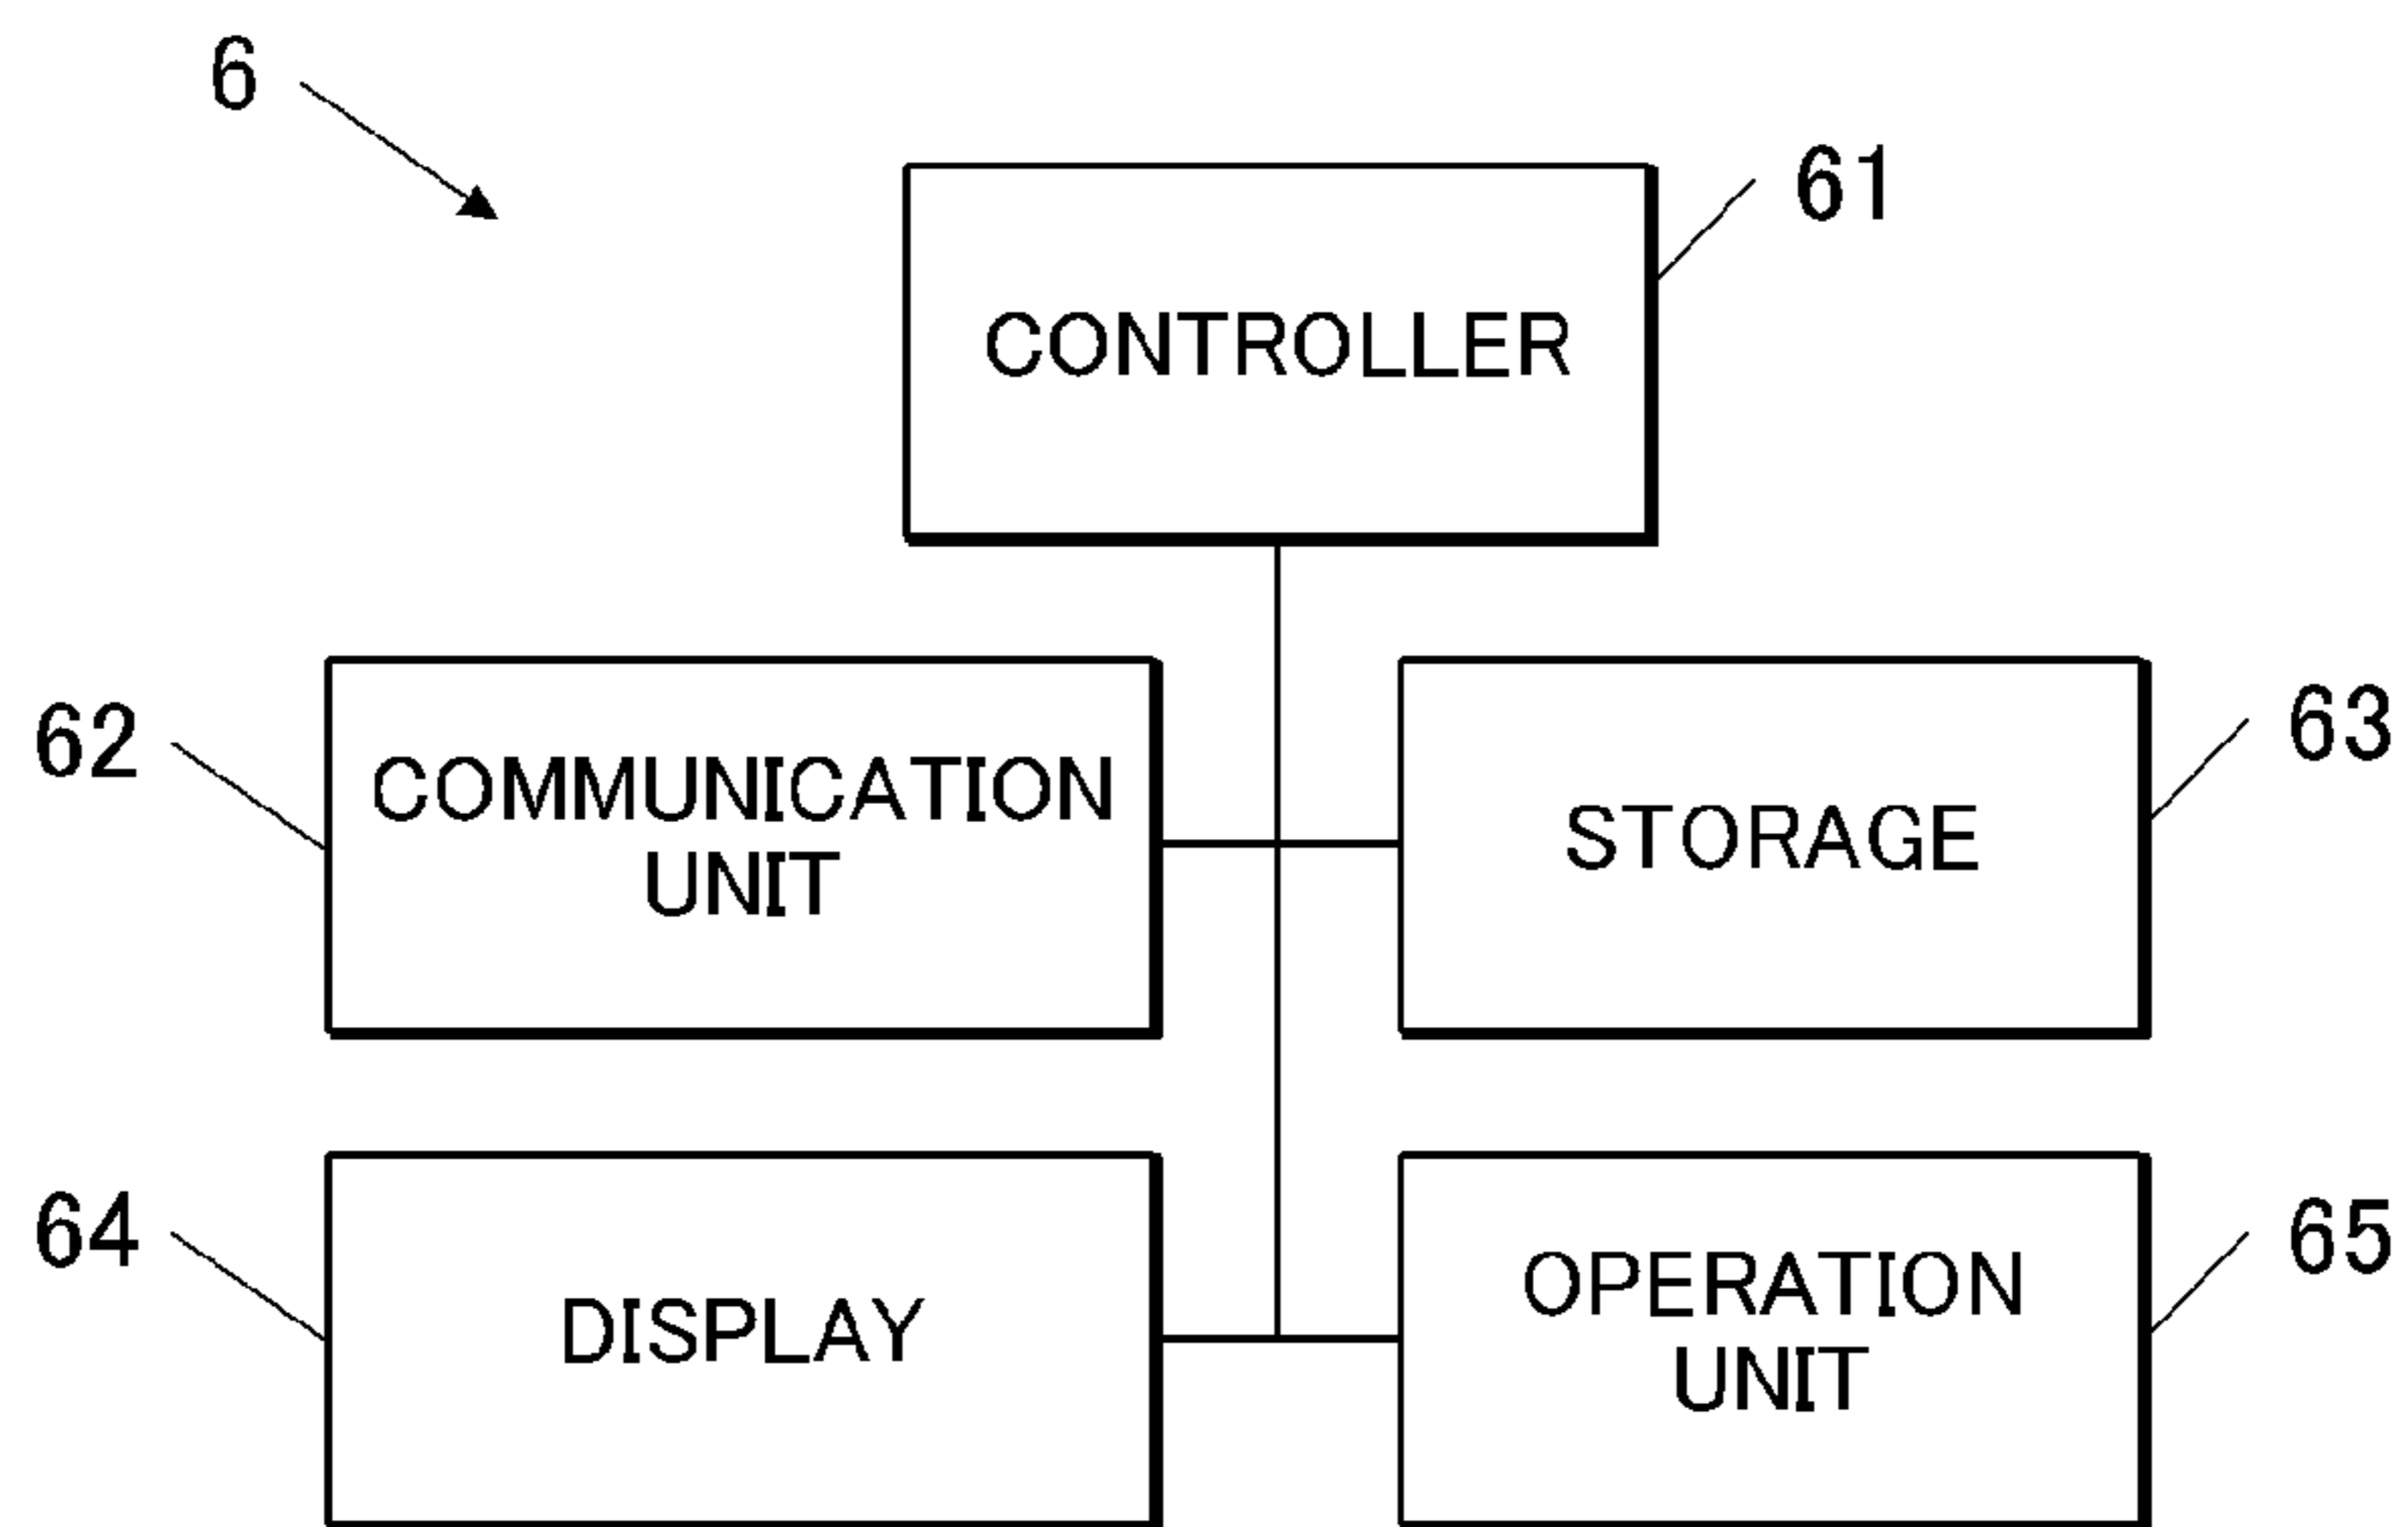 6
61
CONTROLLER
62
COMMUNICATION
UNIT
63
STORAGE
64
DISPLAY
65
OPERATION
UNIT